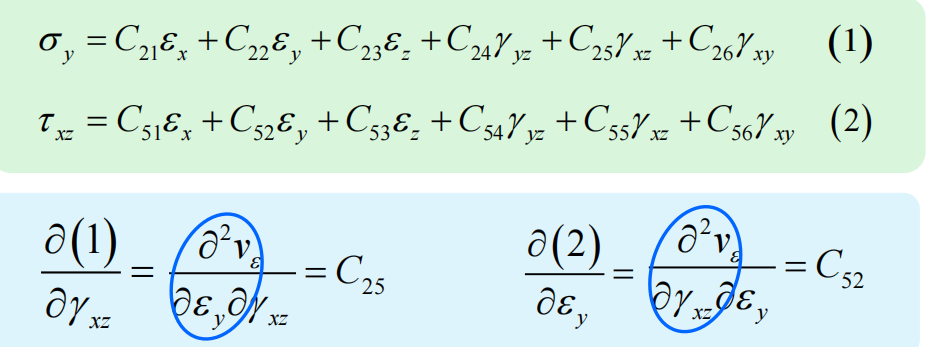 σ_y = C_21 ε_x + C_22 ε_y + C_23 ε_z + C_24 γ_yz + C_25 γ_xz + C_26 γ_xy (1)
τ_xz = C_51 ε_x + C_52 ε_y + C_53 ε_z + C_54 γ_yz + C_55 γ_xz + C_56 γ_xy (2)
∂(1)/∂γ_xz = ∂²v_ε/∂ε_y∂γ_xz = C_25
∂(2)/∂ε_y = ∂²v_ε/∂γ_xz∂ε_y = C_52